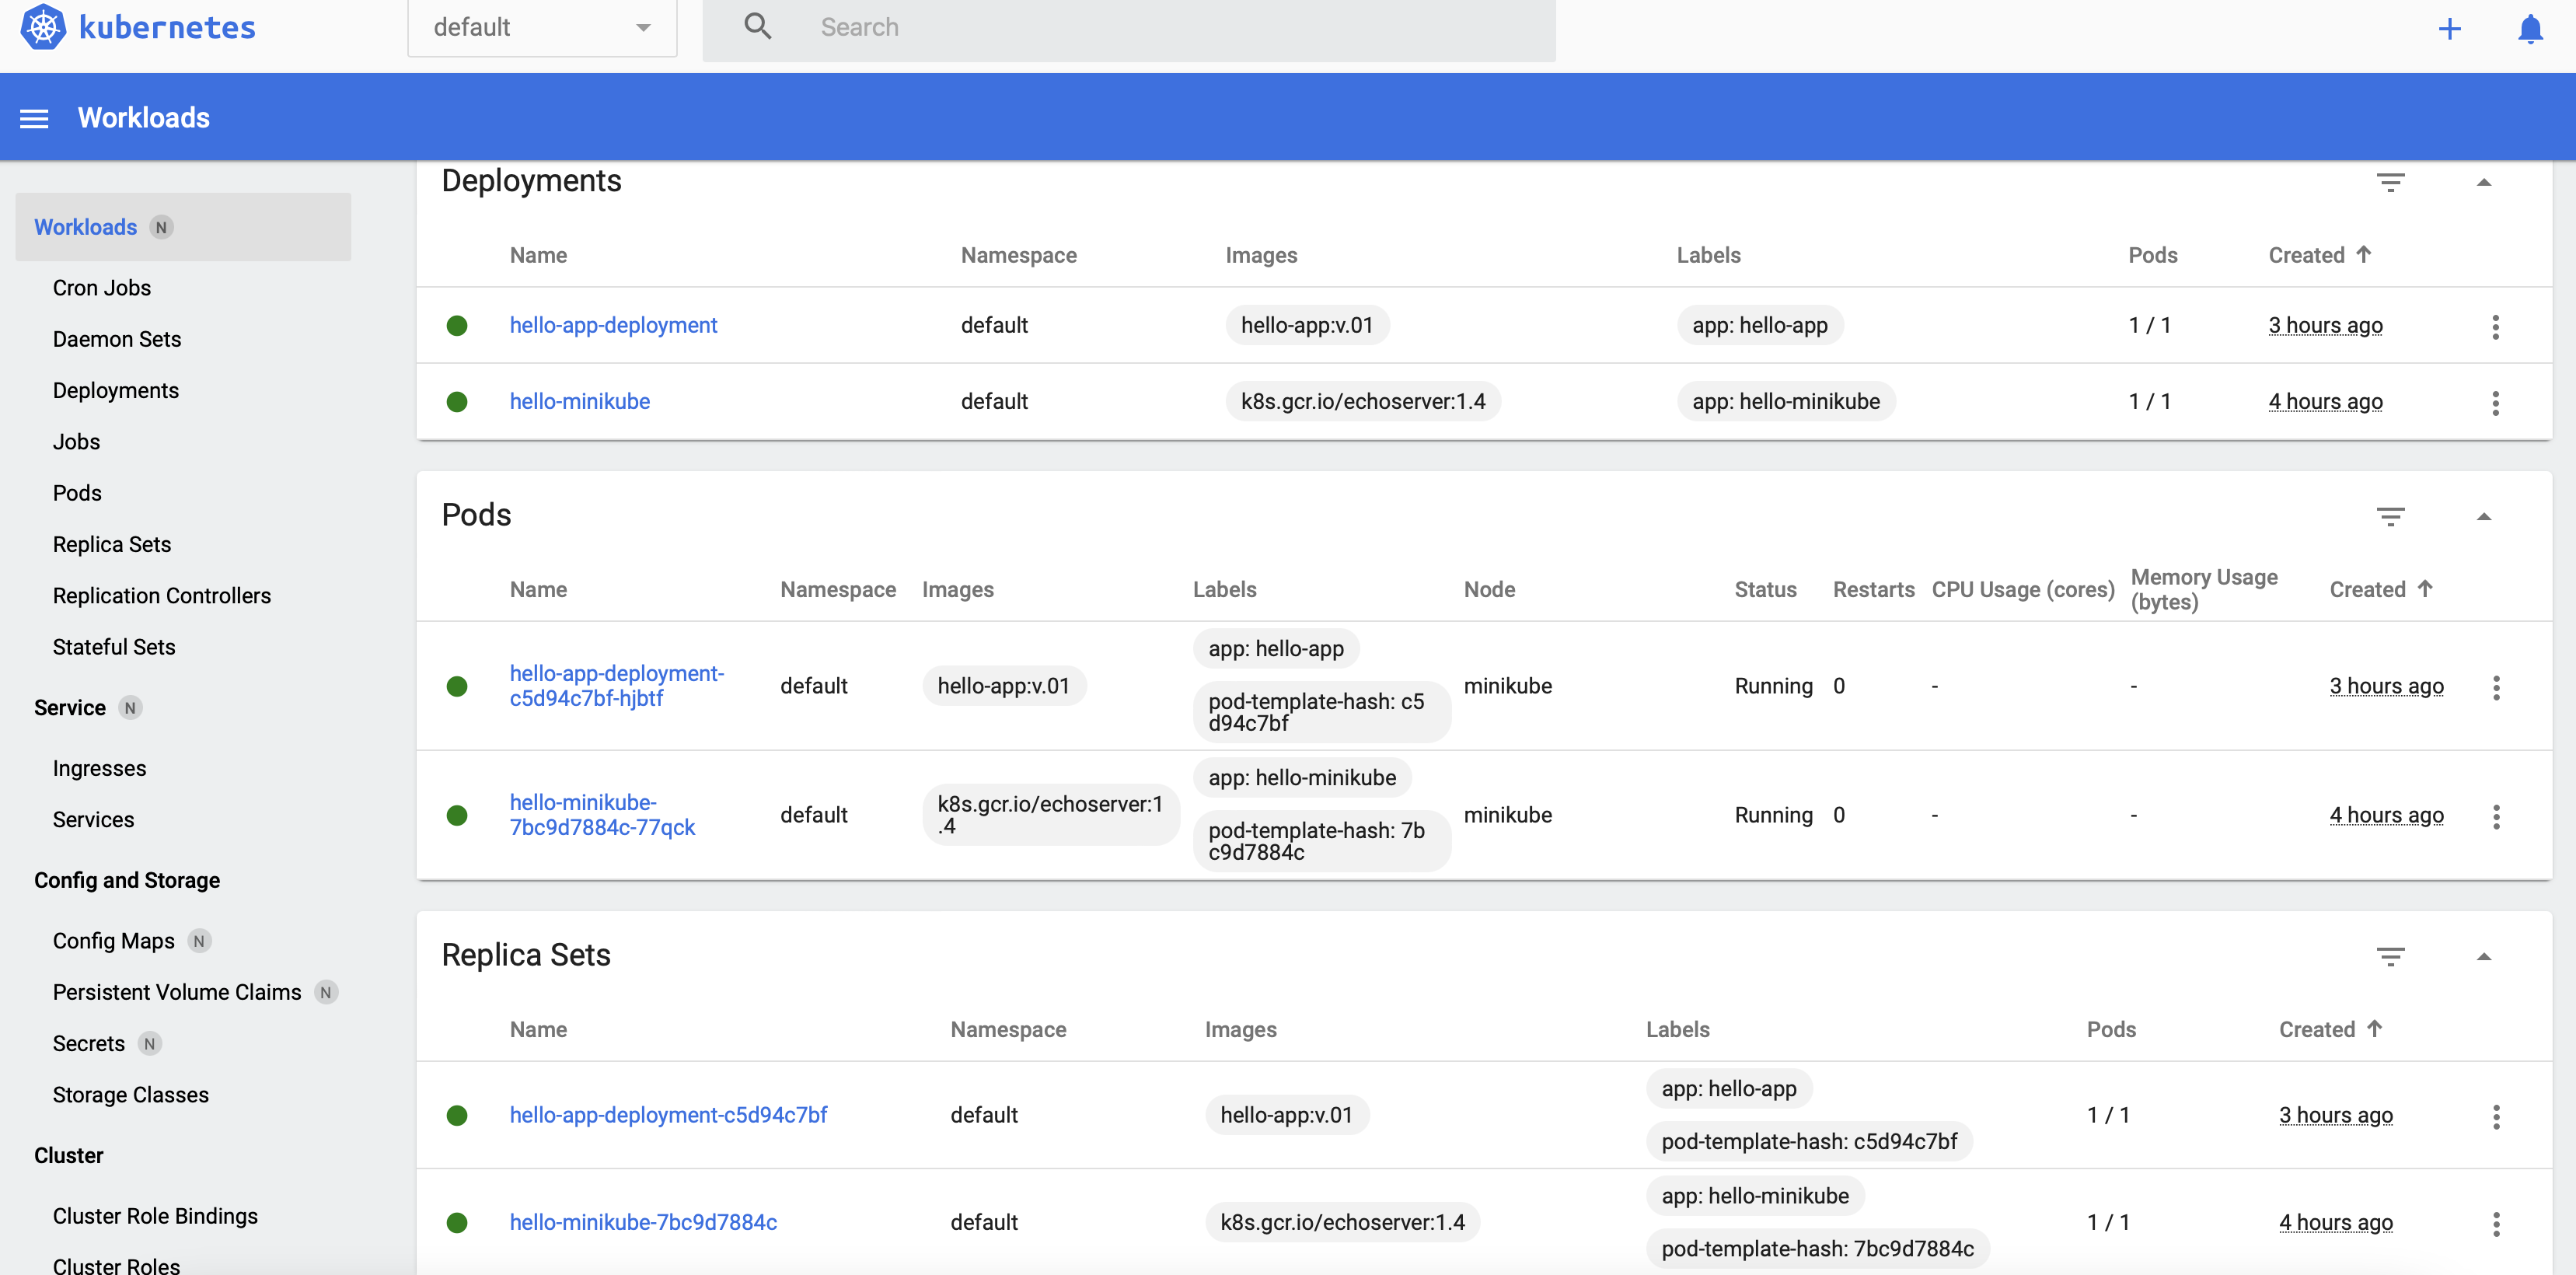 kubernetes
default
Search
Workloads
Workloads N
Cron Jobs
Daemon Sets
Deployments
Jobs
Pods
Replica Sets
Replication Controllers
Stateful Sets
Service N
Ingresses
Services
Config and Storage
Config Maps N
Persistent Volume Claims N
Secrets N
Storage Classes
Cluster
Cluster Role Bindings
Cluster Roles
Deployments
Name Namespace Images Labels Pods Created
hello-app-deployment default hello-app:v.01 app: hello-app 1 / 1 3 hours ago
hello-minikube default k8s.gcr.io/echoserver:1.4 app: hello-minikube 1 / 1 4 hours ago
Pods
Name Namespace Images Labels Node Status Restarts CPU Usage (cores) Memory Usage
(bytes) Created
app: hello-app
hello-app-deployment-
c5d94c7bf-hjbtf default hello-app:v.01 minikube Running 0 - - 3 hours ago
pod-template-hash: c5
d94c7bf
app: hello-minikube
hello-minikube-
7bc9d7884c-77qck default k8s.gcr.io/echoserver:1
.4 minikube Running 0 - - 4 hours ago
pod-template-hash: 7b
c9d7884c
Replica Sets
Name Namespace Images Labels Pods Created
app: hello-app
hello-app-deployment-c5d94c7bf default hello-app:v.01 1 / 1 3 hours ago
pod-template-hash: c5d94c7bf
app: hello-minikube
hello-minikube-7bc9d7884c default k8s.gcr.io/echoserver:1.4 1 / 1 4 hours ago
pod-template-hash: 7bc9d7884c